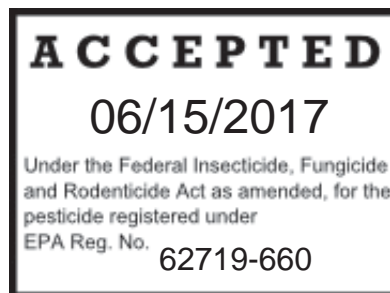 ACCEPTED
06/15/2017
Under the Federal Insecticide, Fungicide
and Rodenticide Act as amended, for the
pesticide registered under
EPA Reg. No. 62719-660